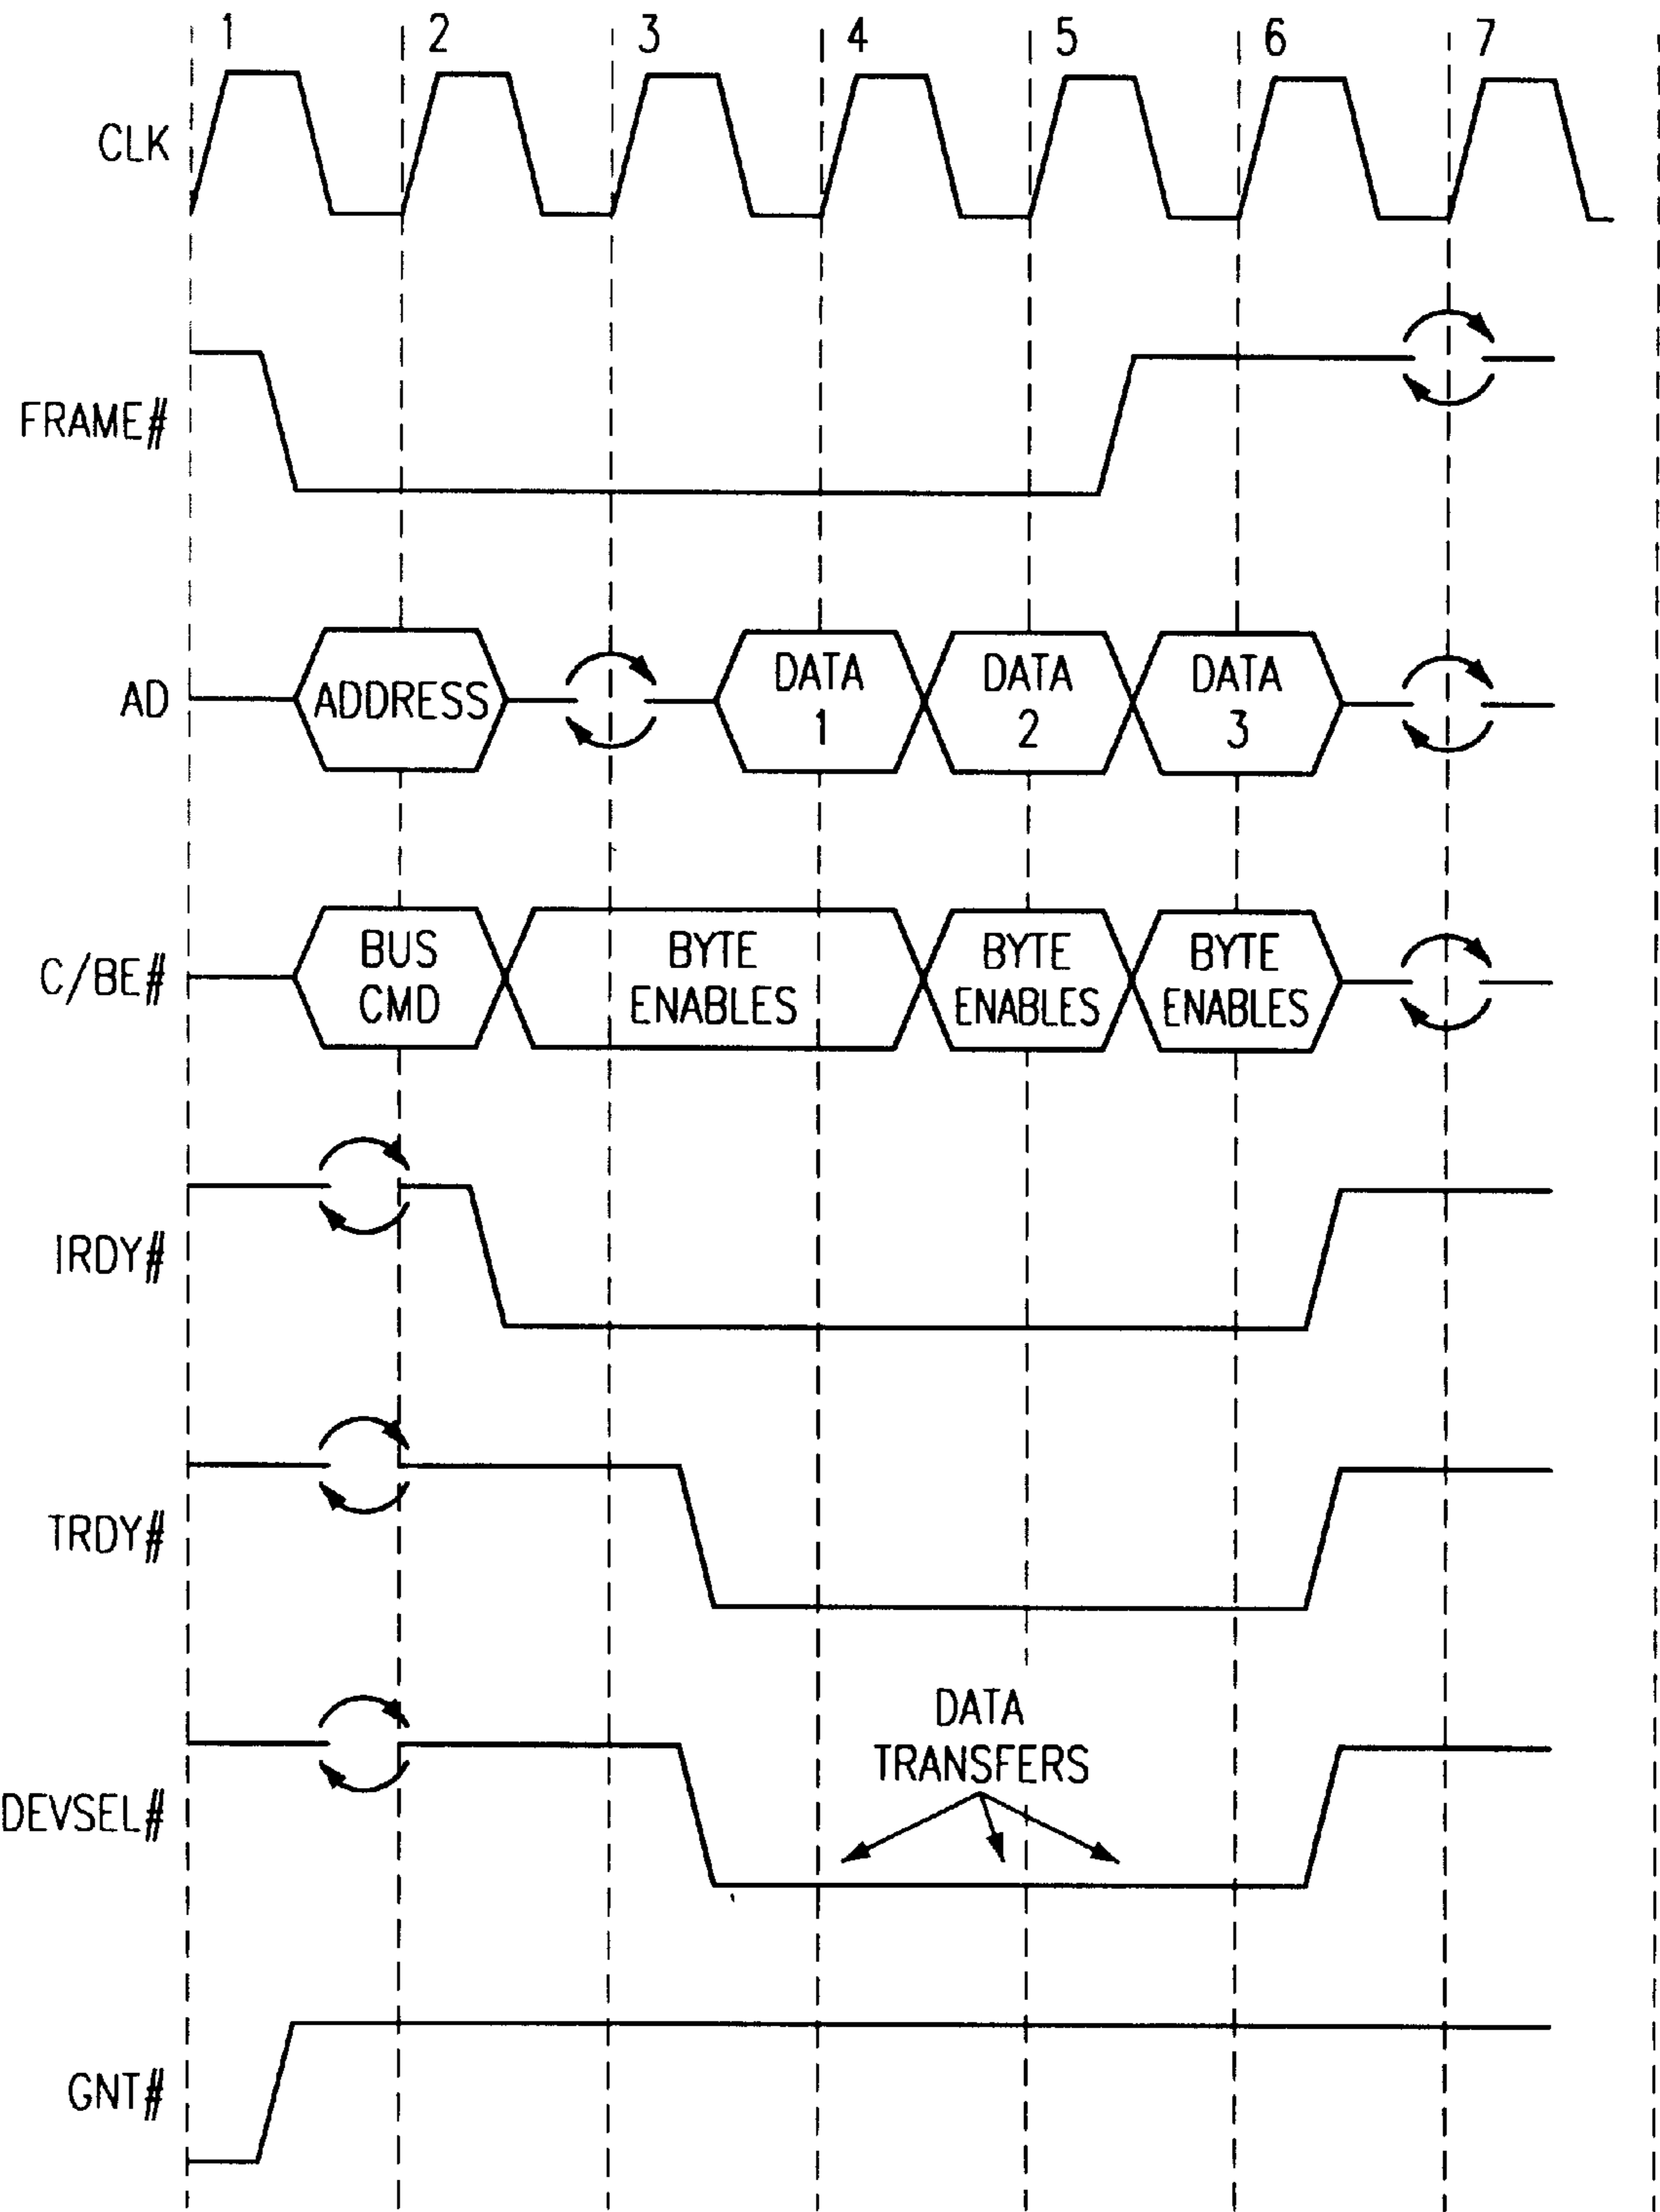 1 2 3 4 5 6 7
CLK
FRAME#
AD
ADDRESS
DATA
1
DATA
2
DATA
3
C/BE#
BUS
CMD
BYTE
ENABLES
BYTE
ENABLES
BYTE
ENABLES
IRDY#
TRDY#
DEVSEL#
DATA
TRANSFERS
GNT#